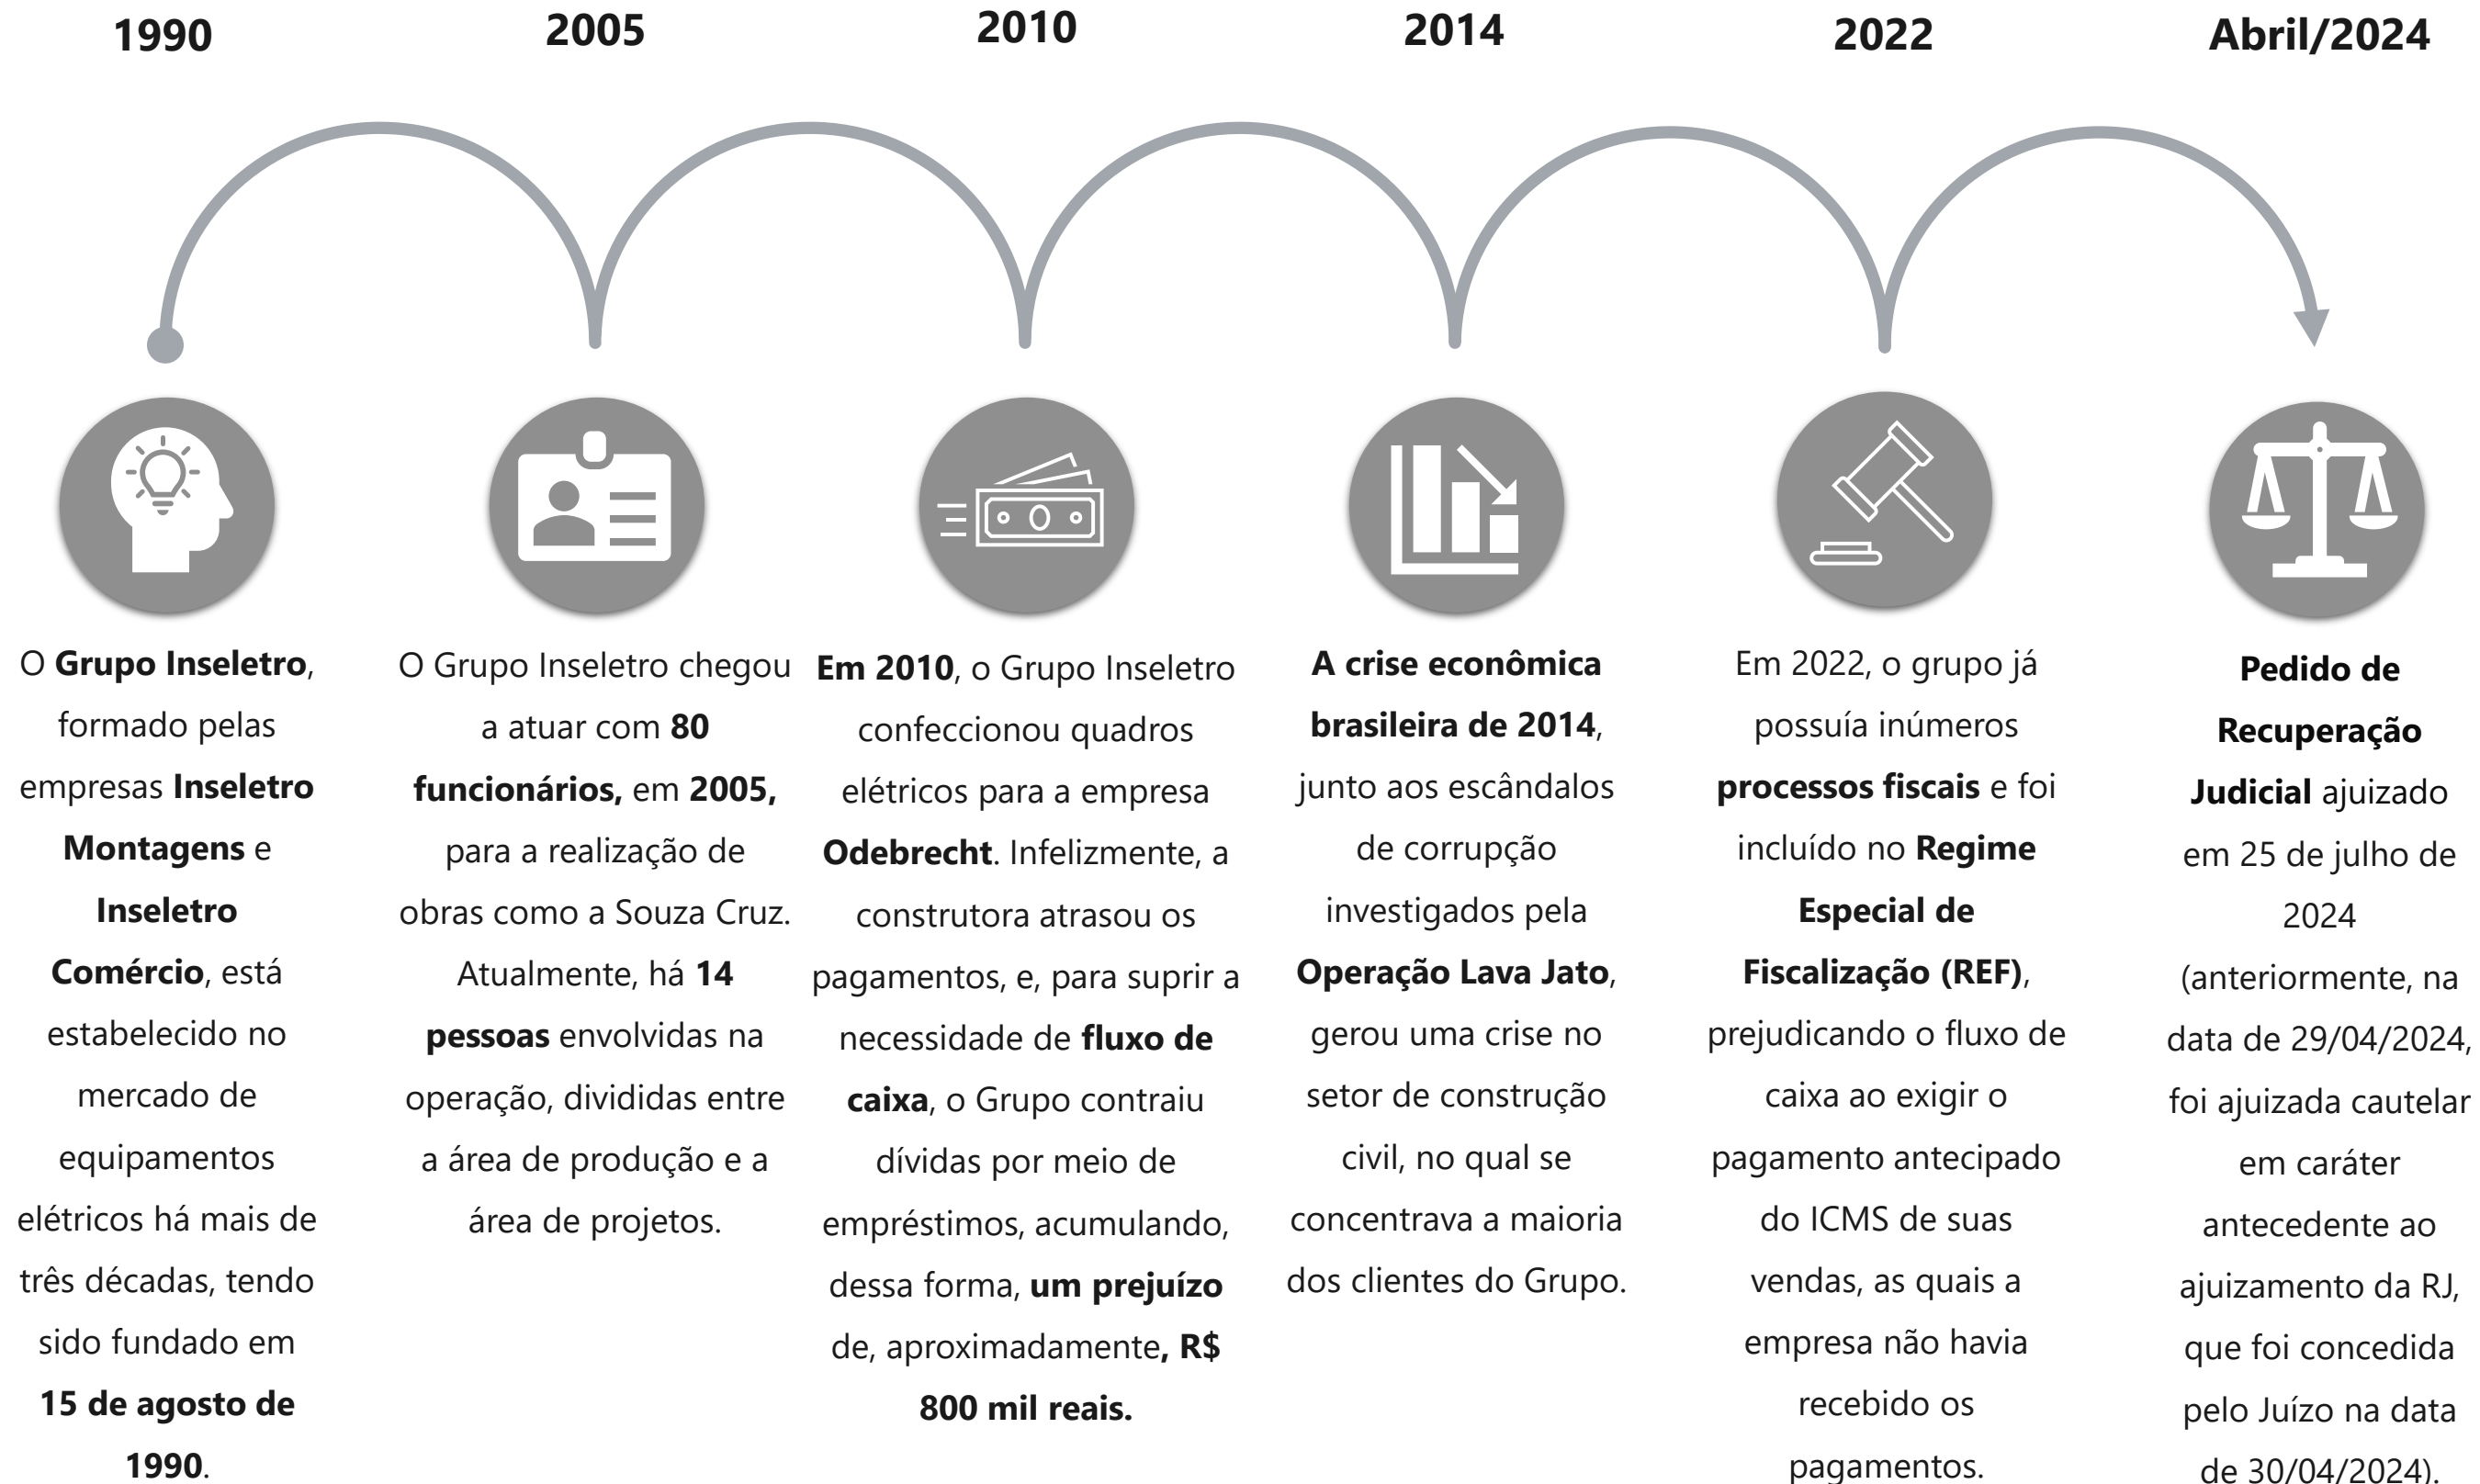 1990
2005
2010
2014
2022
Abril/2024
O Grupo Inseletro,
formado pelas
empresas Inseletro
Montagens e
Inseletro
Comércio, está
estabelecido no
mercado de
equipamentos
elétricos há mais de
três décadas, tendo
sido fundado em
15 de agosto de
1990.
O Grupo Inseletro chegou
a atuar com 80
funcionários, em 2005,
para a realização de
obras como a Souza Cruz.
Atualmente, há 14
pessoas envolvidas na
operação, divididas entre
a área de produção e a
área de projetos.
Em 2010, o Grupo Inseletro
confeccionou quadros
elétricos para a empresa
Odebrecht. Infelizmente, a
construtora atrasou os
pagamentos, e, para suprir a
necessidade de fluxo de
caixa, o Grupo contraiu
dívidas por meio de
empréstimos, acumulando,
dessa forma, um prejuízo
de, aproximadamente, R$
800 mil reais.
A crise econômica
brasileira de 2014,
junto aos escândalos
de corrupção
investigados pela
Operação Lava Jato,
gerou uma crise no
setor de construção
civil, no qual se
concentrava a maioria
dos clientes do Grupo.
Em 2022, o grupo já
possuía inúmeros
processos fiscais e foi
incluído no Regime
Especial de
Fiscalização (REF),
prejudicando o fluxo de
caixa ao exigir o
pagamento antecipado
do ICMS de suas
vendas, as quais a
empresa não havia
recebido os
pagamentos.
Pedido de
Recuperação
Judicial ajuizado
em 25 de julho de
2024
(anteriormente, na
data de 29/04/2024,
foi ajuizada cautelar
em caráter
antecedente ao
ajuizamento da RJ,
que foi concedida
pelo Juízo na data
de 30/04/2024).